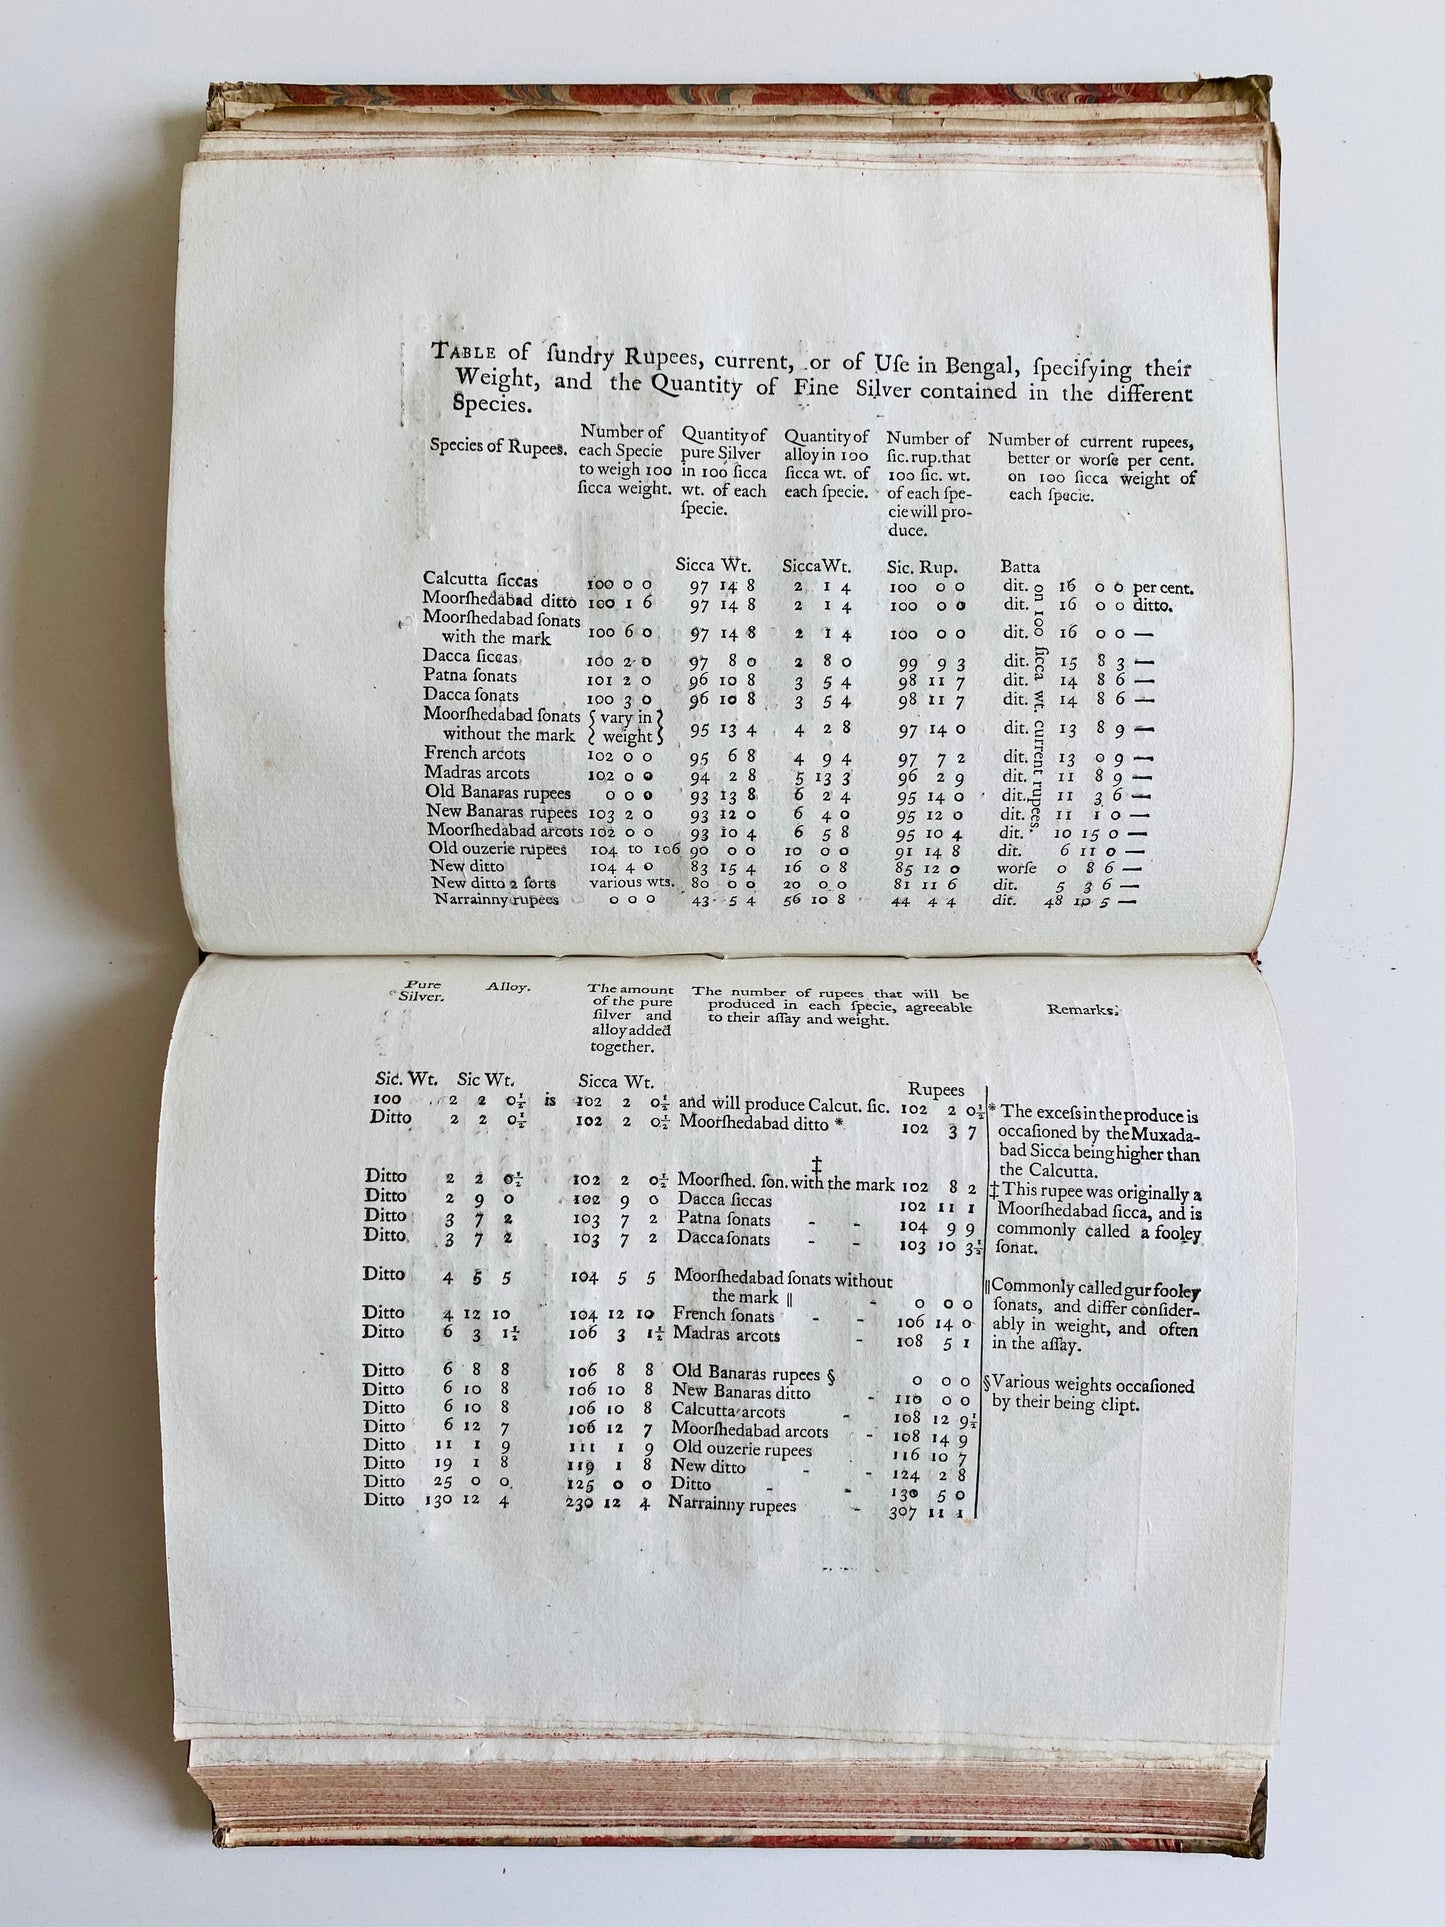 TABLE of ſundry Rupees, current, or of Uſe in Bengal, ſpecifying their
Weight, and the Quantity of Fine Silver contained in the different
Species.
Species of Rupees. Number of each Specie to weigh 100 ſicca weight. Quantity of pure Silver in 100 ſicca wt. of each ſpecie. Quantity of alloy in 100 ſicca wt. of each ſpecie. Number of ſic. rup. that 100 ſic. wt. of each ſpe- cie will pro- duce. Number of current rupees, better or worſe per cent. on 100 ſicca weight of each ſpecie.
Sicca Wt. Sicca Wt. Sic. Rup. Batta
on 100 ſicca wt. current rupees.
Calcutta ſiccas 100 0 0 97 14 8 2 1 4 100 0 0 dit. 16 0 0 per cent.
Moorſhedabad ditto 100 1 6 97 14 8 2 1 4 100 0 0 dit. 16 0 0 ditto.
Moorſhedabad ſonats
with the mark 100 6 0 97 14 8 2 1 4 100 0 0 dit. 16 0 0 —
Dacca ſiccas 100 2 0 97 8 0 2 8 0 99 9 3 dit. 15 8 3 —
Patna ſonats 101 2 0 96 10 8 3 5 4 98 11 7 dit. 14 8 6 —
Dacca ſonats 100 3 0 96 10 8 3 5 4 98 11 7 dit. 14 8 6 —
Moorſhedabad ſonats { vary in }
without the mark { weight } 95 13 4 4 2 8 97 14 0 dit. 13 8 9 —
French arcots 102 0 0 95 6 8 4 9 4 97 7 2 dit. 13 0 9 —
Madras arcots 102 0 0 94 2 8 5 13 3 96 2 9 dit. 11 8 9 —
Old Banaras rupees 0 0 0 93 13 8 6 2 4 95 14 0 dit. 11 3 6 —
New Banaras rupees 103 2 0 93 12 0 6 4 0 95 12 0 dit. 11 1 0 —
Moorſhedabad arcots 102 0 0 93 10 4 6 5 8 95 10 4 dit. 10 15 0 —
Old ouzerie rupees 104 to 106 90 0 0 10 0 0 91 14 8 dit. 6 11 0 —
New ditto 104 4 0 83 15 4 16 0 8 85 12 0 worſe 0 8 6 —
New ditto 2 ſorts various wts. 80 0 0 20 0 0 81 11 6 dit. 5 3 6 —
Narrainny rupees 0 0 0 43 5 4 56 10 8 44 4 4 dit. 48 10 5 —
Pure Silver. Alloy. The amount of the pure ſilver and alloy added together. The number of rupees that will be produced in each ſpecie, agreeable to their aſſay and weight. Remarks.
Sic. Wt. Sic Wt. Sicca Wt. Rupees
100 2 2 0½ is 102 2 0½ and will produce Calcut. ſic. 102 2 0½
Ditto 2 2 0½ 102 2 0½ Moorſhedabad ditto * 102 3 7
‡
Ditto 2 2 0½ 102 2 0½ Moorſhed. ſon. with the mark 102 8 2
Ditto 2 9 0 102 9 0 Dacca ſiccas 102 11 1
Ditto 3 7 2 103 7 2 Patna ſonats - - 104 9 9
Ditto 3 7 2 103 7 2 Dacca ſonats - - 103 10 3½
Ditto 4 5 5 104 5 5 Moorſhedabad ſonats without
the mark ‖ - 0 0 0
Ditto 4 12 10 104 12 10 French ſonats - - 106 14 0
Ditto 6 3 1½ 106 3 1½ Madras arcots - 108 5 1
Ditto 6 8 8 106 8 8 Old Banaras rupees § 0 0 0
Ditto 6 10 8 106 10 8 New Banaras ditto - 110 0 0
Ditto 6 10 8 106 10 8 Calcutta arcots - 108 12 9½
Ditto 6 12 7 106 12 7 Moorſhedabad arcots - 108 14 9
Ditto 11 1 9 111 1 9 Old ouzerie rupees 116 10 7
Ditto 19 1 8 119 1 8 New ditto - - 124 2 8
Ditto 25 0 0 125 0 0 Ditto - - 130 5 0
Ditto 130 12 4 230 12 4 Narrainny rupees - 307 11 1
* The exceſs in the produce is
occaſioned by the Muxada-
bad Sicca being higher than
the Calcutta.
‡ This rupee was originally a
Moorſhedabad ſicca, and is
commonly called a fooley
ſonat.
‖ Commonly called gur fooley
ſonats, and differ conſider-
ably in weight, and often
in the aſſay.
§ Various weights occaſioned
by their being clipt.